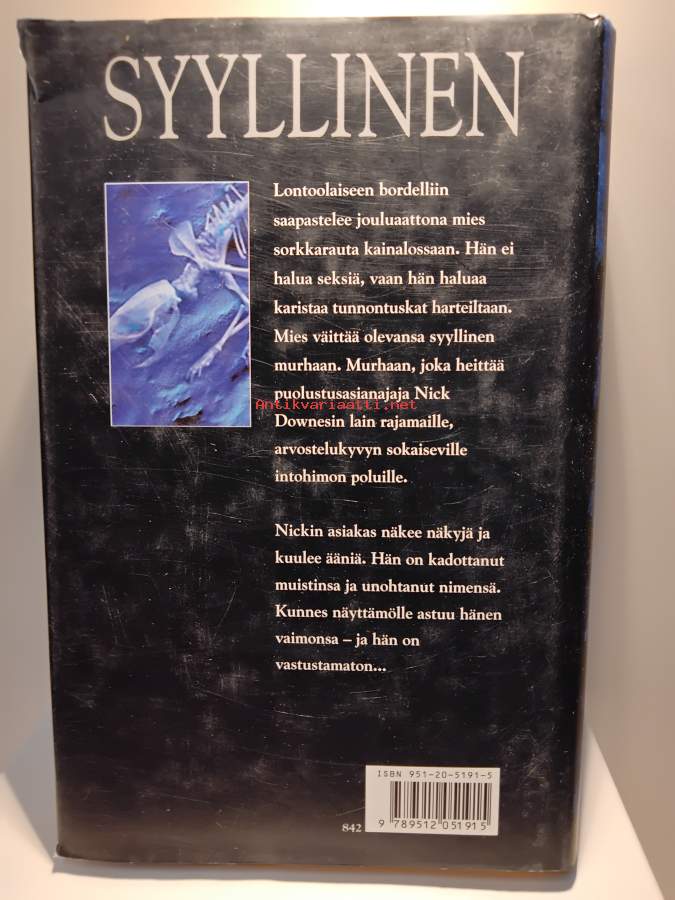 SYYLLINEN
Lontoolaiseen bordelliin
saapastelee jouluaattona mies
sorkkarauta kainalossaan. Hän ei
halua seksiä, vaan hän haluaa
karistaa tunnontuskat harteiltaan.
Mies väittää olevansa syyllinen
murhaan. Murhaan, joka heittää
puolustusasianajaja Nick
Antikvariaatti.net
Downesin lain rajamaille,
arvostelukyvyn sokaiseville
intohimon poluille.
Nickin asiakas näkee näkyjä ja
kuulee ääniä. Hän on kadottanut
muistinsa ja unohtanut nimensä.
Kunnes näyttämölle astuu hänen
vaimonsa – ja hän on
vastustamaton...
ISBN 951-20-5191-5
842
9 789512 051915